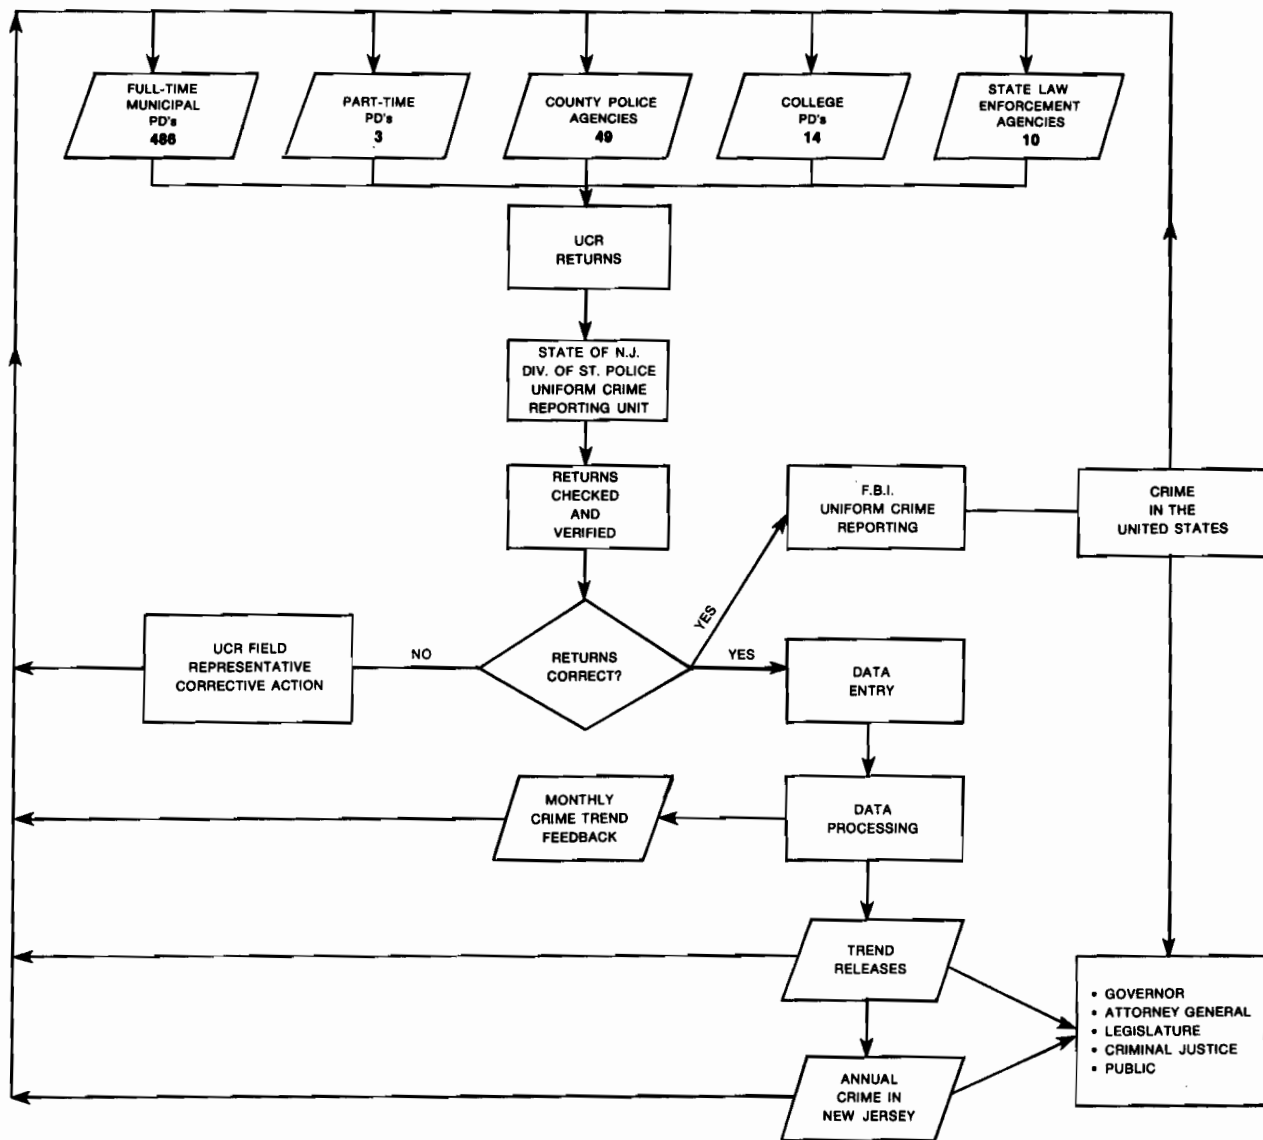 FULL-TIME
MUNICIPAL
PD's
486
PART-TIME
PD's
3
COUNTY POLICE
AGENCIES
49
COLLEGE
PD's
14
STATE LAW
ENFORCEMENT
AGENCIES
10
UCR
RETURNS
STATE OF N.J.
DIV. OF ST. POLICE
UNIFORM CRIME
REPORTING UNIT
RETURNS
CHECKED
AND
VERIFIED
F.B.I.
UNIFORM CRIME
REPORTING
CRIME
IN THE
UNITED STATES
YES
UCR FIELD
REPRESENTATIVE
CORRECTIVE ACTION
NO
RETURNS
CORRECT?
YES
DATA
ENTRY
MONTHLY
CRIME TREND
FEEDBACK
DATA
PROCESSING
TREND
RELEASES
• GOVERNOR
• ATTORNEY GENERAL
• LEGISLATURE
• CRIMINAL JUSTICE
• PUBLIC
ANNUAL
CRIME IN
NEW JERSEY